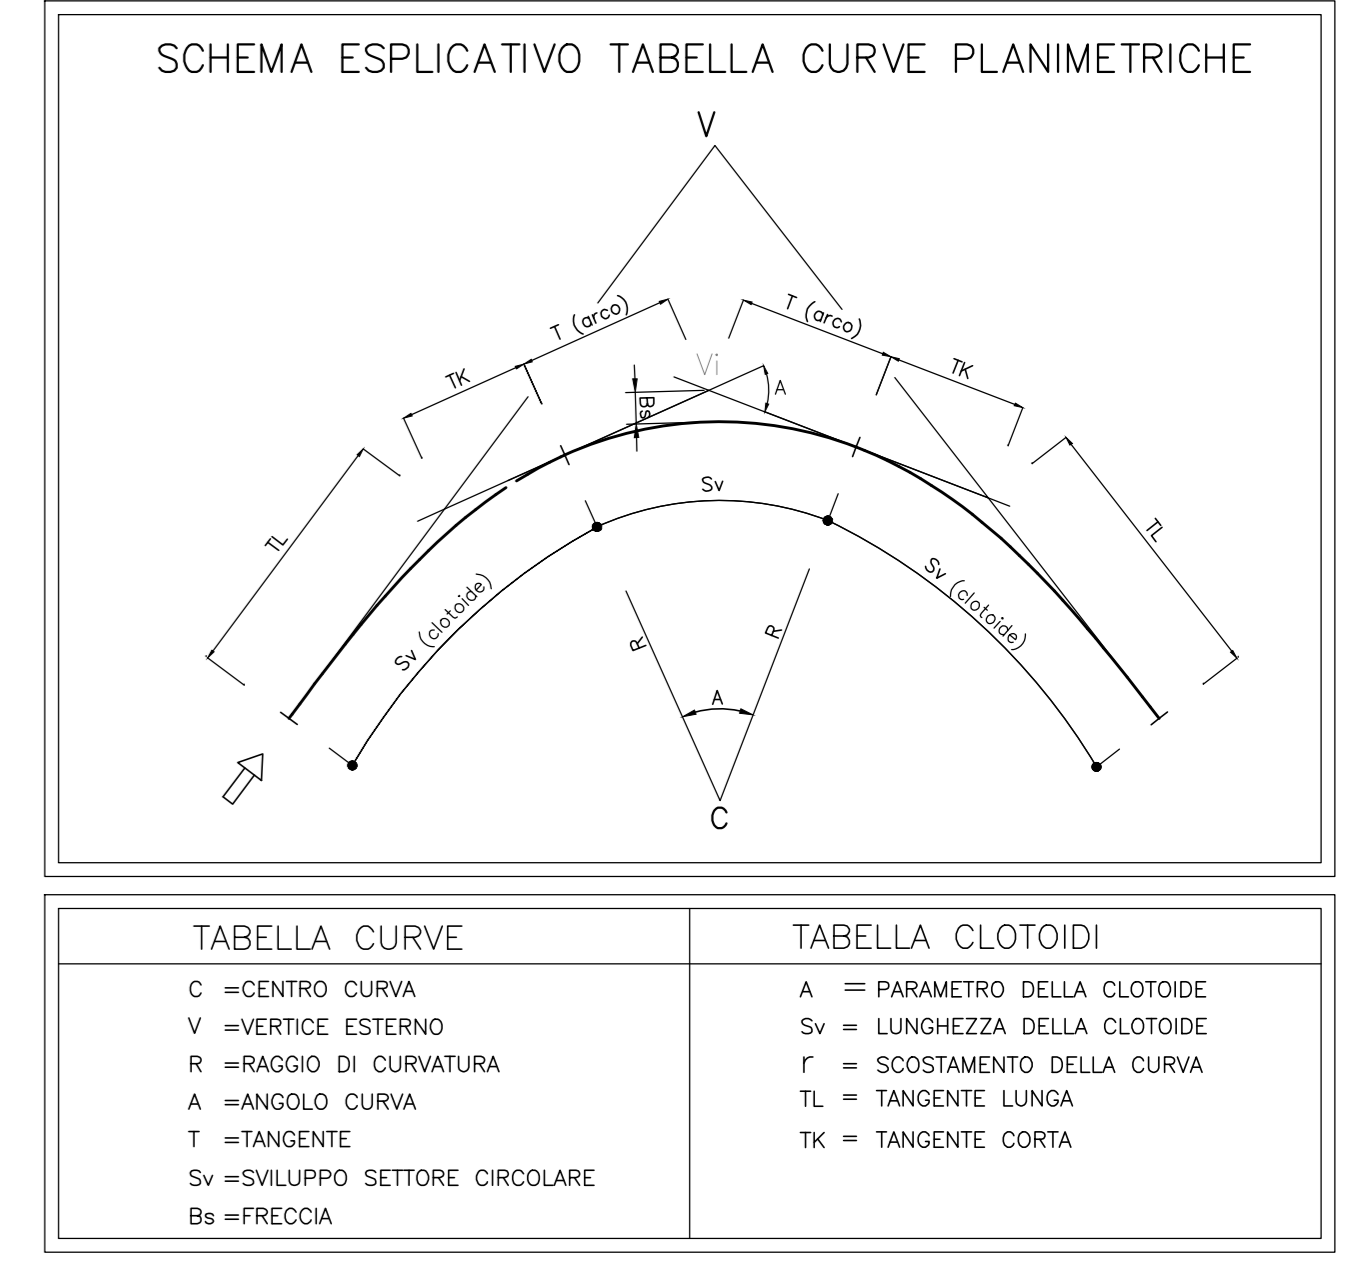 SCHEMA ESPLICATIVO TABELLA CURVE PLANIMETRICHE
V
T (arco)
T (arco)
TK
TK
Vi
A
Bs
Sv
TL
TL
Sv (clotoide)
Sv (clotoide)
R
R
A
C
TABELLA CURVE
C =CENTRO CURVA
V =VERTICE ESTERNO
R =RAGGIO DI CURVATURA
A =ANGOLO CURVA
T =TANGENTE
Sv =SVILUPPO SETTORE CIRCOLARE
Bs =FRECCIA
TABELLA CLOTOIDI
A = PARAMETRO DELLA CLOTOIDE
Sv = LUNGHEZZA DELLA CLOTOIDE
r = SCOSTAMENTO DELLA CURVA
TL = TANGENTE LUNGA
TK = TANGENTE CORTA